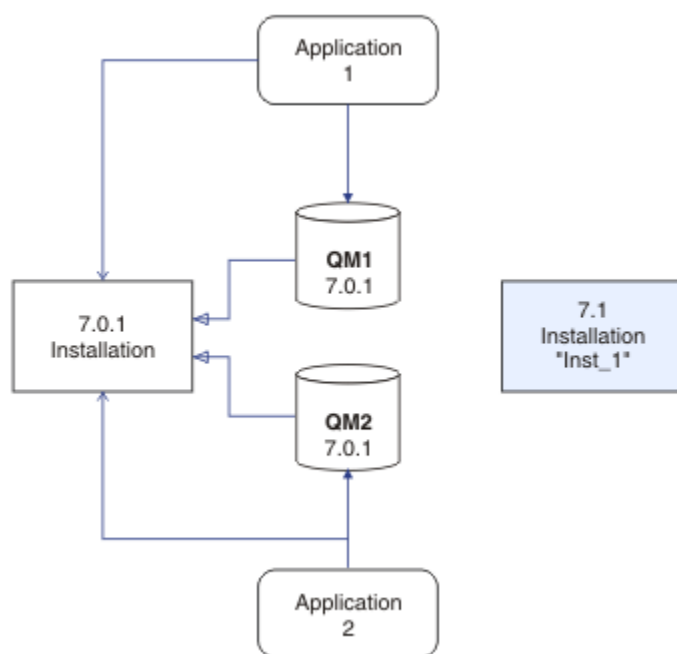 Application
1
QM1
7.0.1
7.0.1
Installation
7.1
Installation
"Inst_1"
QM2
7.0.1
Application
2